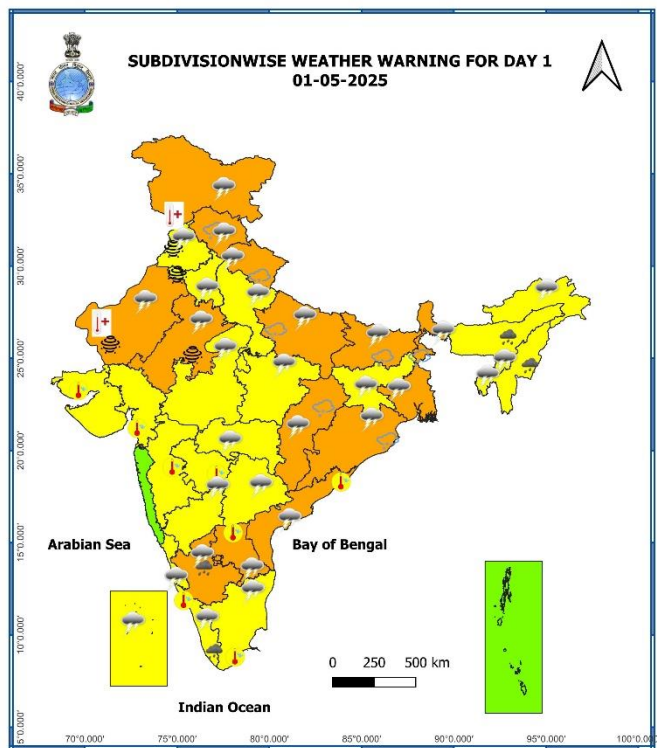 SUBDIVISIONWISE WEATHER WARNING FOR DAY 1
01-05-2025
40°0.000'
35°0.000'
30°0.000'
25°0.000'
20°0.000'
15°0.000'
10°0.000'
5°0.000'
Arabian Sea
Bay of Bengal
0 250 500 km
Indian Ocean
70°0.000' 75°0.000' 80°0.000' 85°0.000' 90°0.000' 95°0.000' 100°0.000'